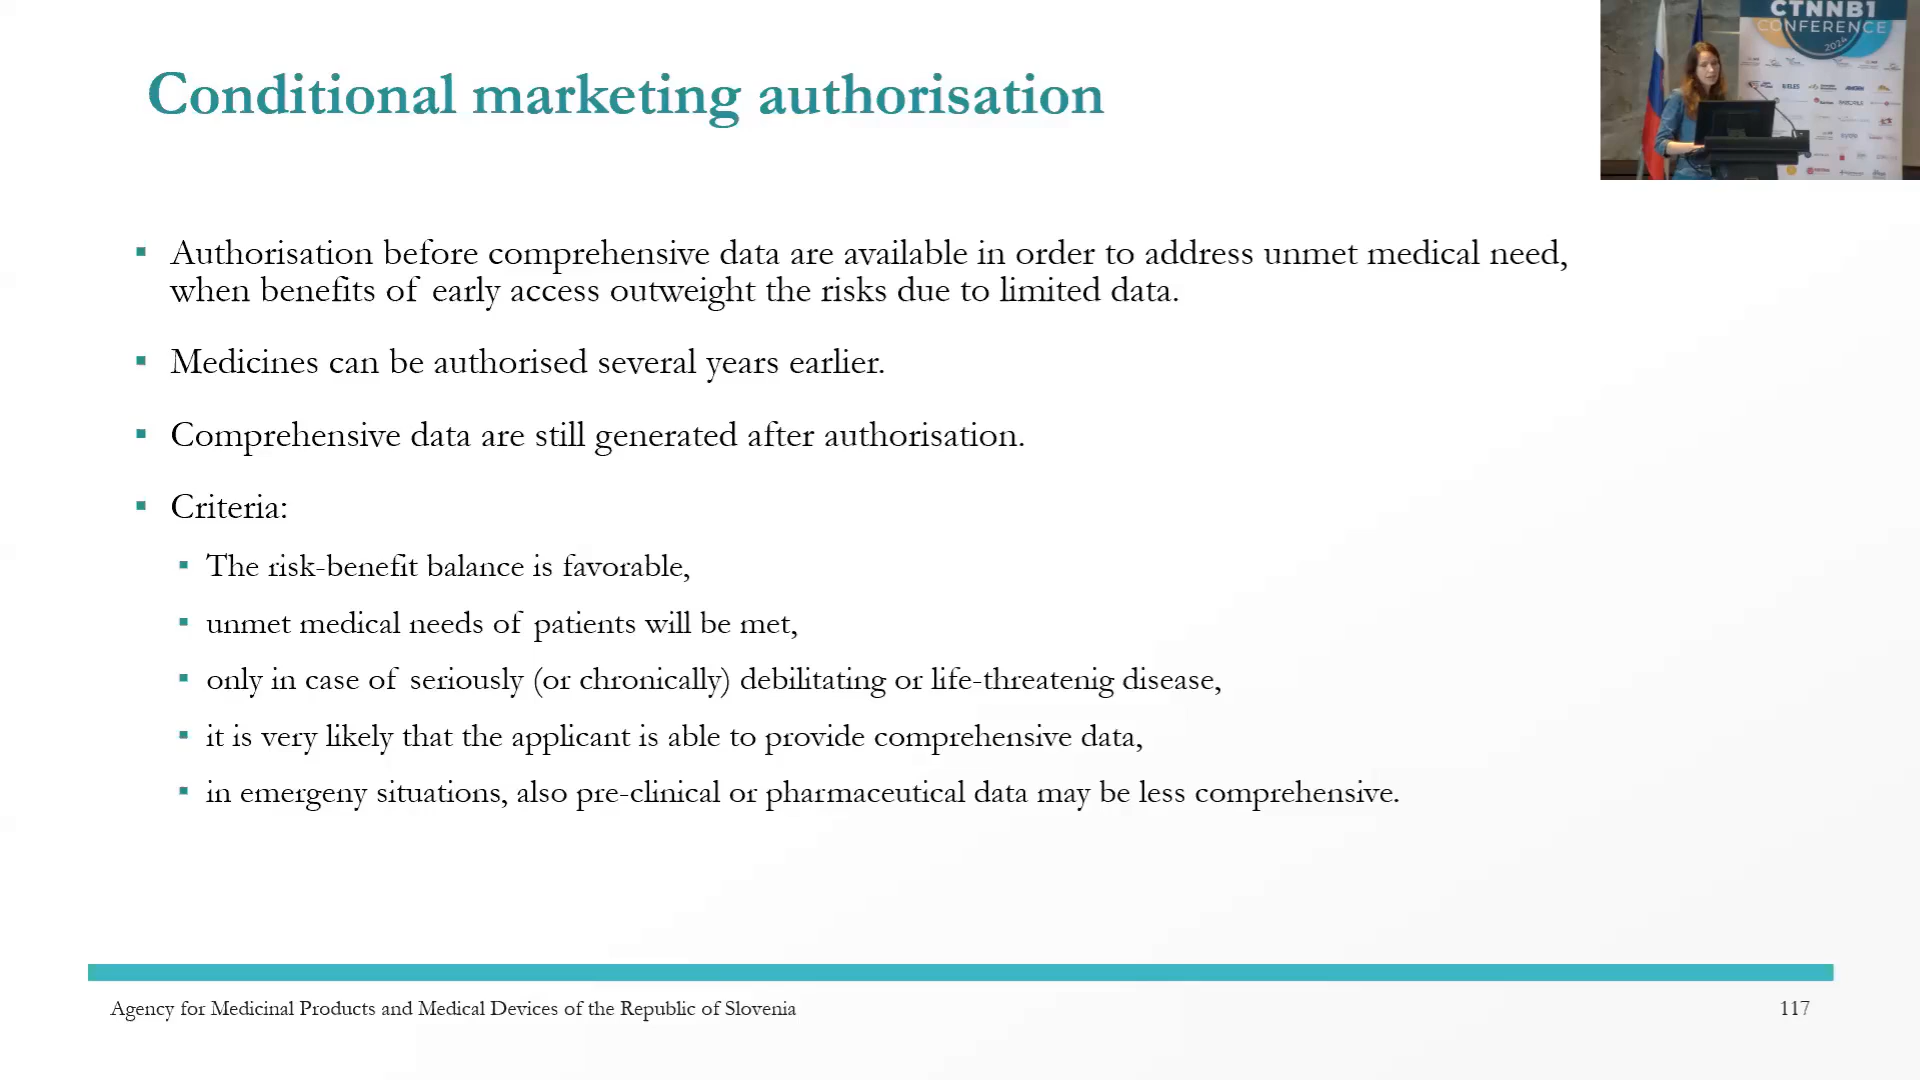 Conditional marketing authorisation
CTNNB1
CONFERENCE
2024
Authorisation before comprehensive data are available in order to address unmet medical need,
when benefits of early access outweight the risks due to limited data.
Medicines can be authorised several years earlier.
Comprehensive data are still generated after authorisation.
Criteria:
The risk-benefit balance is favorable,
unmet medical needs of patients will be met,
only in case of seriously (or chronically) debilitating or life-threatenig disease,
it is very likely that the applicant is able to provide comprehensive data,
in emergeny situations, also pre-clinical or pharmaceutical data may be less comprehensive.
Agency for Medicinal Products and Medical Devices of the Republic of Slovenia
117